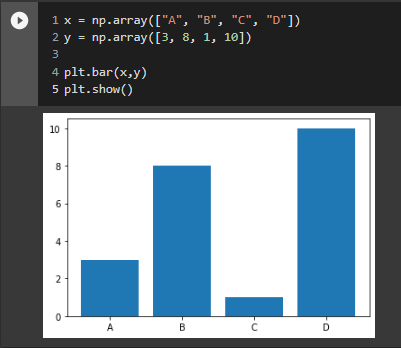 1 x = np.array(["A", "B", "C", "D"])
2 y = np.array([3, 8, 1, 10])
3
4 plt.bar(x,y)
5 plt.show()
10
8
6
4
2
0
A B C D